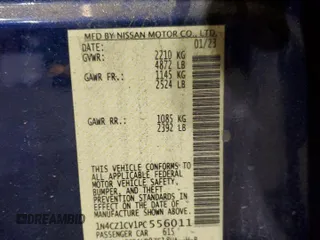 MFD BY NISSAN MOTOR CO., LTD.
DATE: 01/23
GVWR: 2210 KG
4872 LB
GAWR FR.: 1145 KG
2524 LB
GAWR RR.: 1085 KG
2392 LB
THIS VEHICLE CONFORMS TO
ALL APPLICABLE FEDERAL
MOTOR VEHICLE SAFETY,
BUMPER, AND THEFT
PREVENTION STANDARDS
IN EFFECT ON THE DATE OF
MANUFACTURE SHOWN ABOVE.
1N4CZ1CV1PC556011
PASSENGER CAR 615
DREAMBID